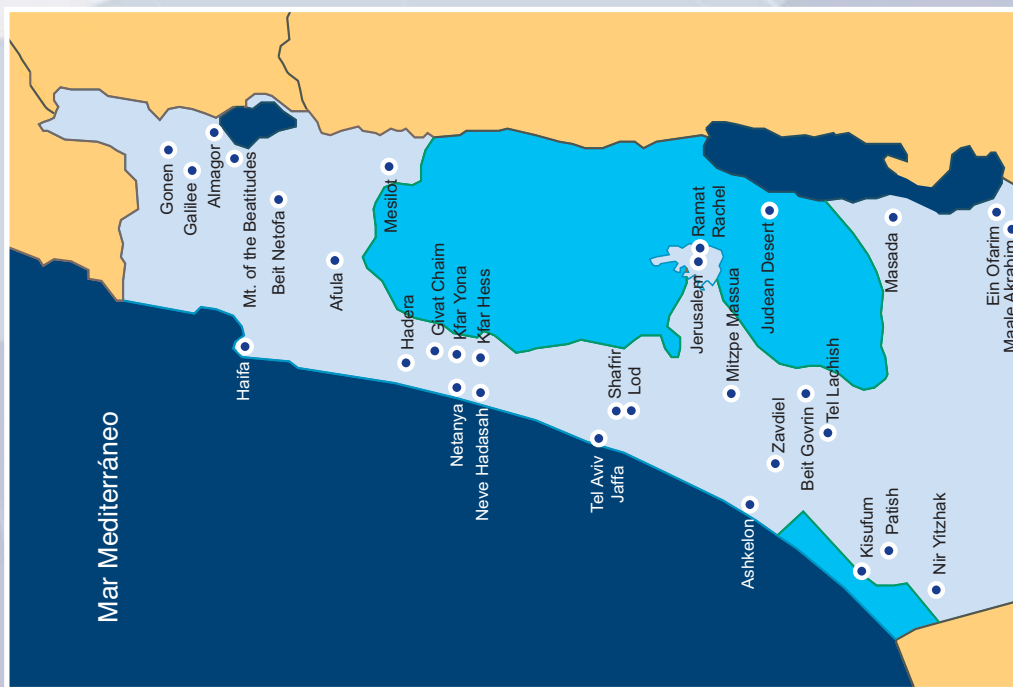 Mar Mediterráneo
Gonen
Galilee
Almagor
Mt. of the Beatitudes
Beit Netofa
Haifa
Afula
Mesilot
Hadera
Givat Chaim
Kfar Yona
Kfar Hess
Netanya
Neve Hadasah
Tel Aviv
Jaffa
Shafrir
Lod
Jerusalem
Ramat
Rachel
Mitzpe Massua
Judean Desert
Ashkelon
Zavdiel
Beit Govrin
Tel Lachish
Kisufum
Patish
Nir Yitzhak
Masada
Ein Ofarim
Maale Akrabim